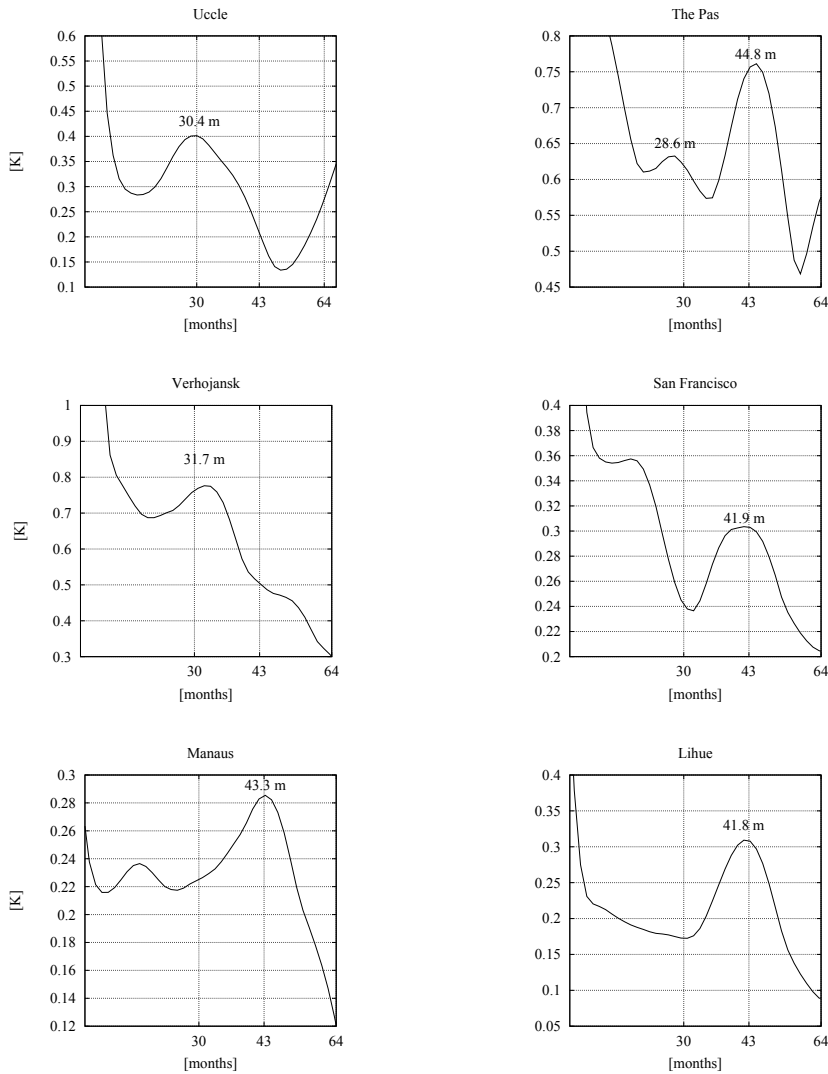 Uccle
0.6
0.55
0.5
0.45
0.4
0.35
0.3
0.25
0.2
0.15
0.1
[K]
30.4 m
30 43 64
[months]
The Pas
0.8
0.75
0.7
0.65
0.6
0.55
0.5
0.45
28.6 m
44.8 m
30 43 64
[months]
Verhojansk
1
0.9
0.8
0.7
0.6
0.5
0.4
0.3
[K]
31.7 m
30 43 64
[months]
San Francisco
0.4
0.38
0.36
0.34
0.32
0.3
0.28
0.26
0.24
0.22
0.2
41.9 m
30 43 64
[months]
Manaus
0.3
0.28
0.26
0.24
0.22
0.2
0.18
0.16
0.14
0.12
[K]
43.3 m
30 43 64
[months]
Lihue
0.4
0.35
0.3
0.25
0.2
0.15
0.1
0.05
41.8 m
30 43 64
[months]